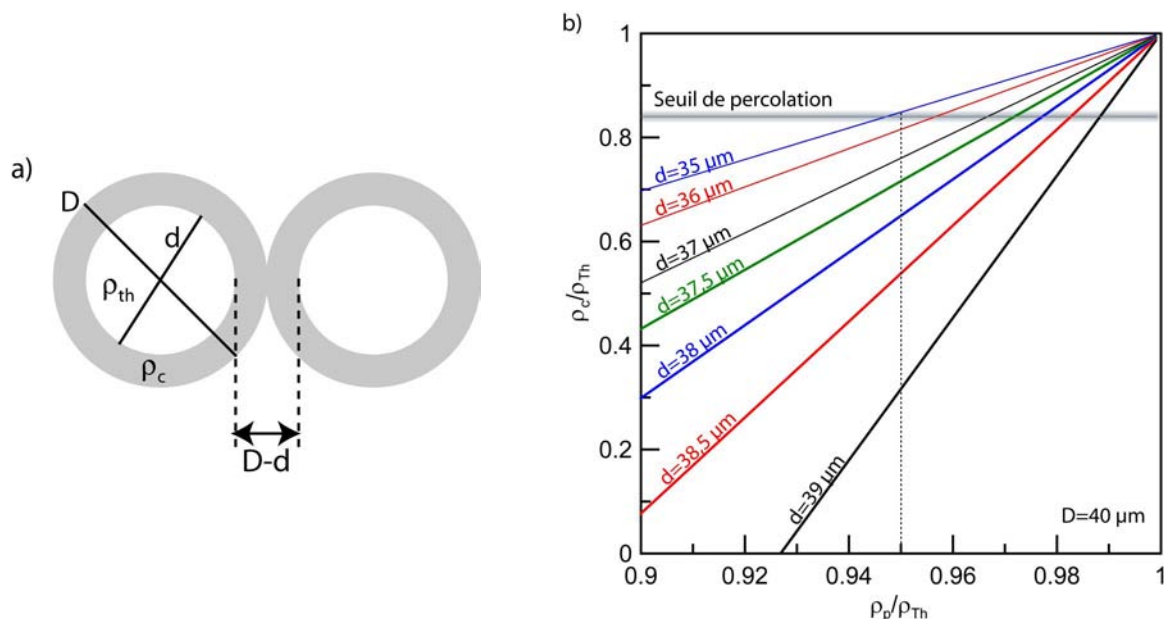 a)
D
d
ρth
ρc
D-d
b)
1
0.8
0.6
0.4
0.2
0
ρc/ρTh
Seuil de percolation
d=35 µm
d=36 µm
d=37 µm
d=37,5 µm
d=38 µm
d=38,5 µm
d=39 µm
D=40 µm
0.9 0.92 0.94 0.96 0.98 1
ρp/ρTh